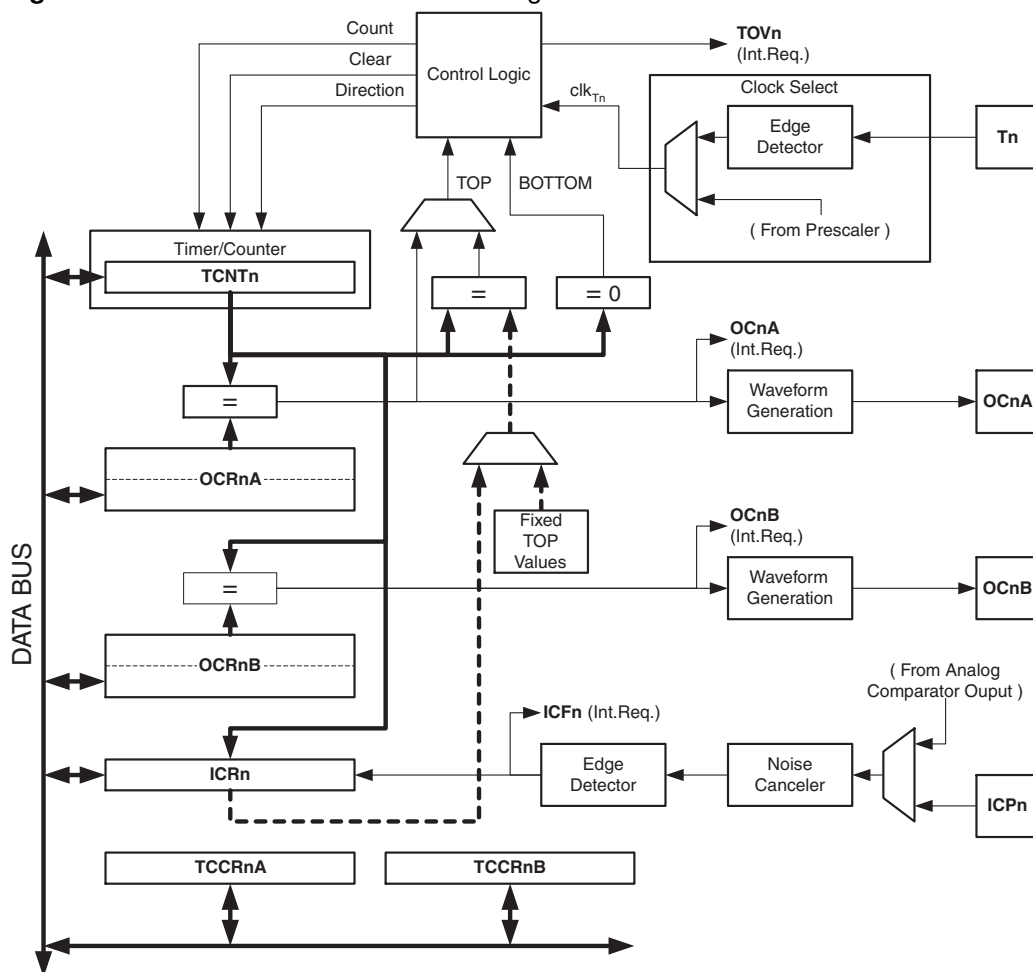 Count
Clear
Direction
Control Logic
TOVn
(Int.Req.)
clkTn
Clock Select
Edge
Detector
Tn
( From Prescaler )
TOP
BOTTOM
Timer/Counter
TCNTn
=
= 0
OCnA
(Int.Req.)
=
Waveform
Generation
OCnA
OCRnA
Fixed
TOP
Values
OCnB
(Int.Req.)
=
Waveform
Generation
OCnB
OCRnB
DATA BUS
( From Analog
Comparator Ouput )
ICFn (Int.Req.)
ICRn
Edge
Detector
Noise
Canceler
ICPn
TCCRnA
TCCRnB